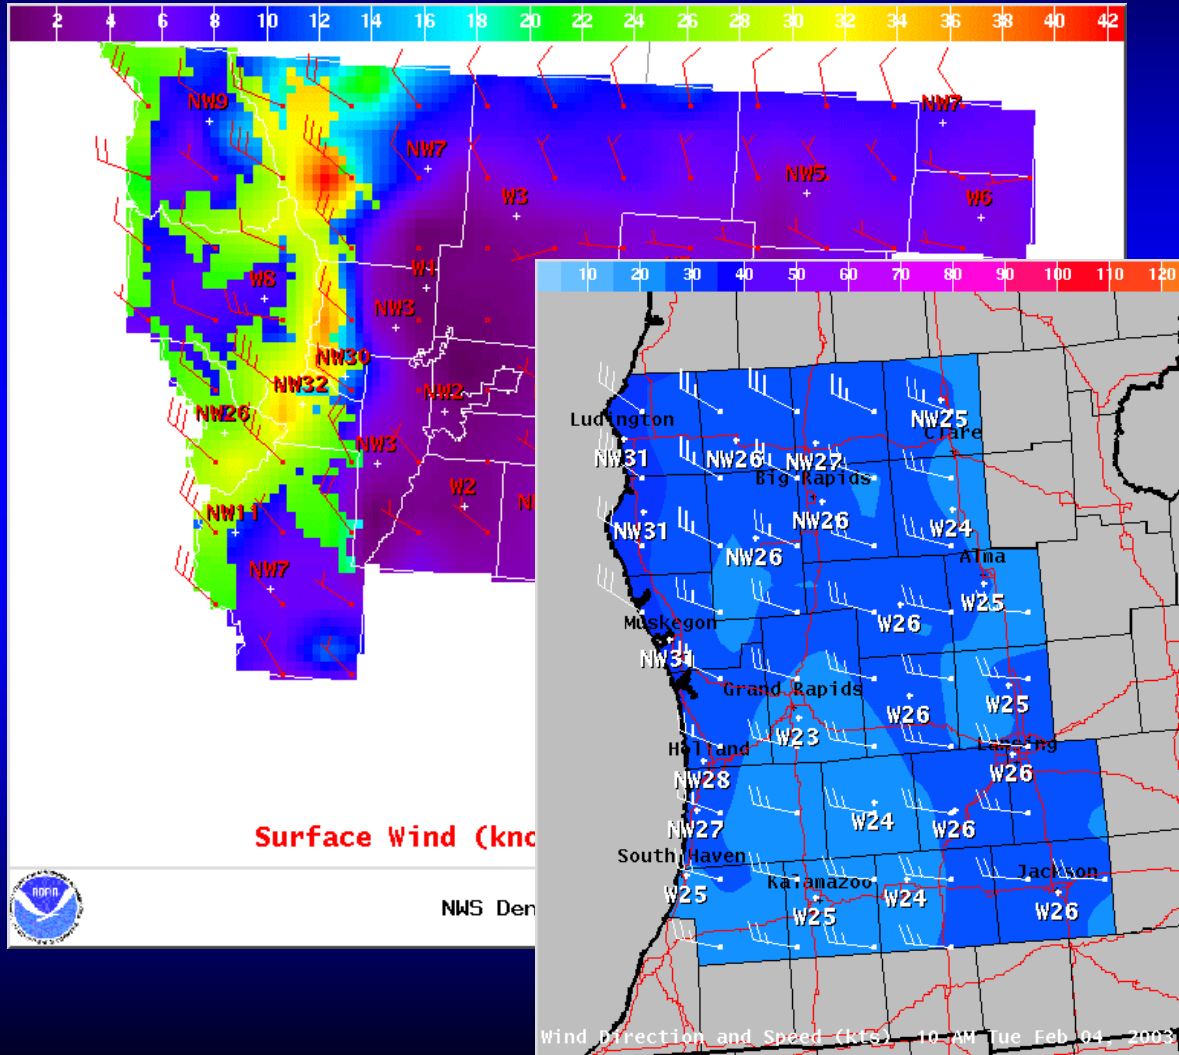 2 4 6 8 10 12 14 16 18 20 22 24 26 28 30 32 34 36 38 40 42
NW9
NW7
NW7
NW5
W3
W6
W1
W8
NW3
NW30
NW32
NW2
NW26
NW3
W2
NW11
NW7
Surface Wind (kno
NOAA
NWS Den
10 20 30 40 50 60 70 80 90 100 110 120
Ludington
NW25
Clare
NW31
NW26
NW27
Big Rapids
NW31
NW26
W24
NW26
Alma
W25
Muskegon
W26
NW31
Grand Rapids
W25
W26
W23
Holland
Lansing
NW28
W26
NW27
W24
W26
South Haven
Kalamazoo
Jackson
W25
W24
W25
W26
Wind Direction and Speed (kts) 10 AM Tue Feb 04, 2003